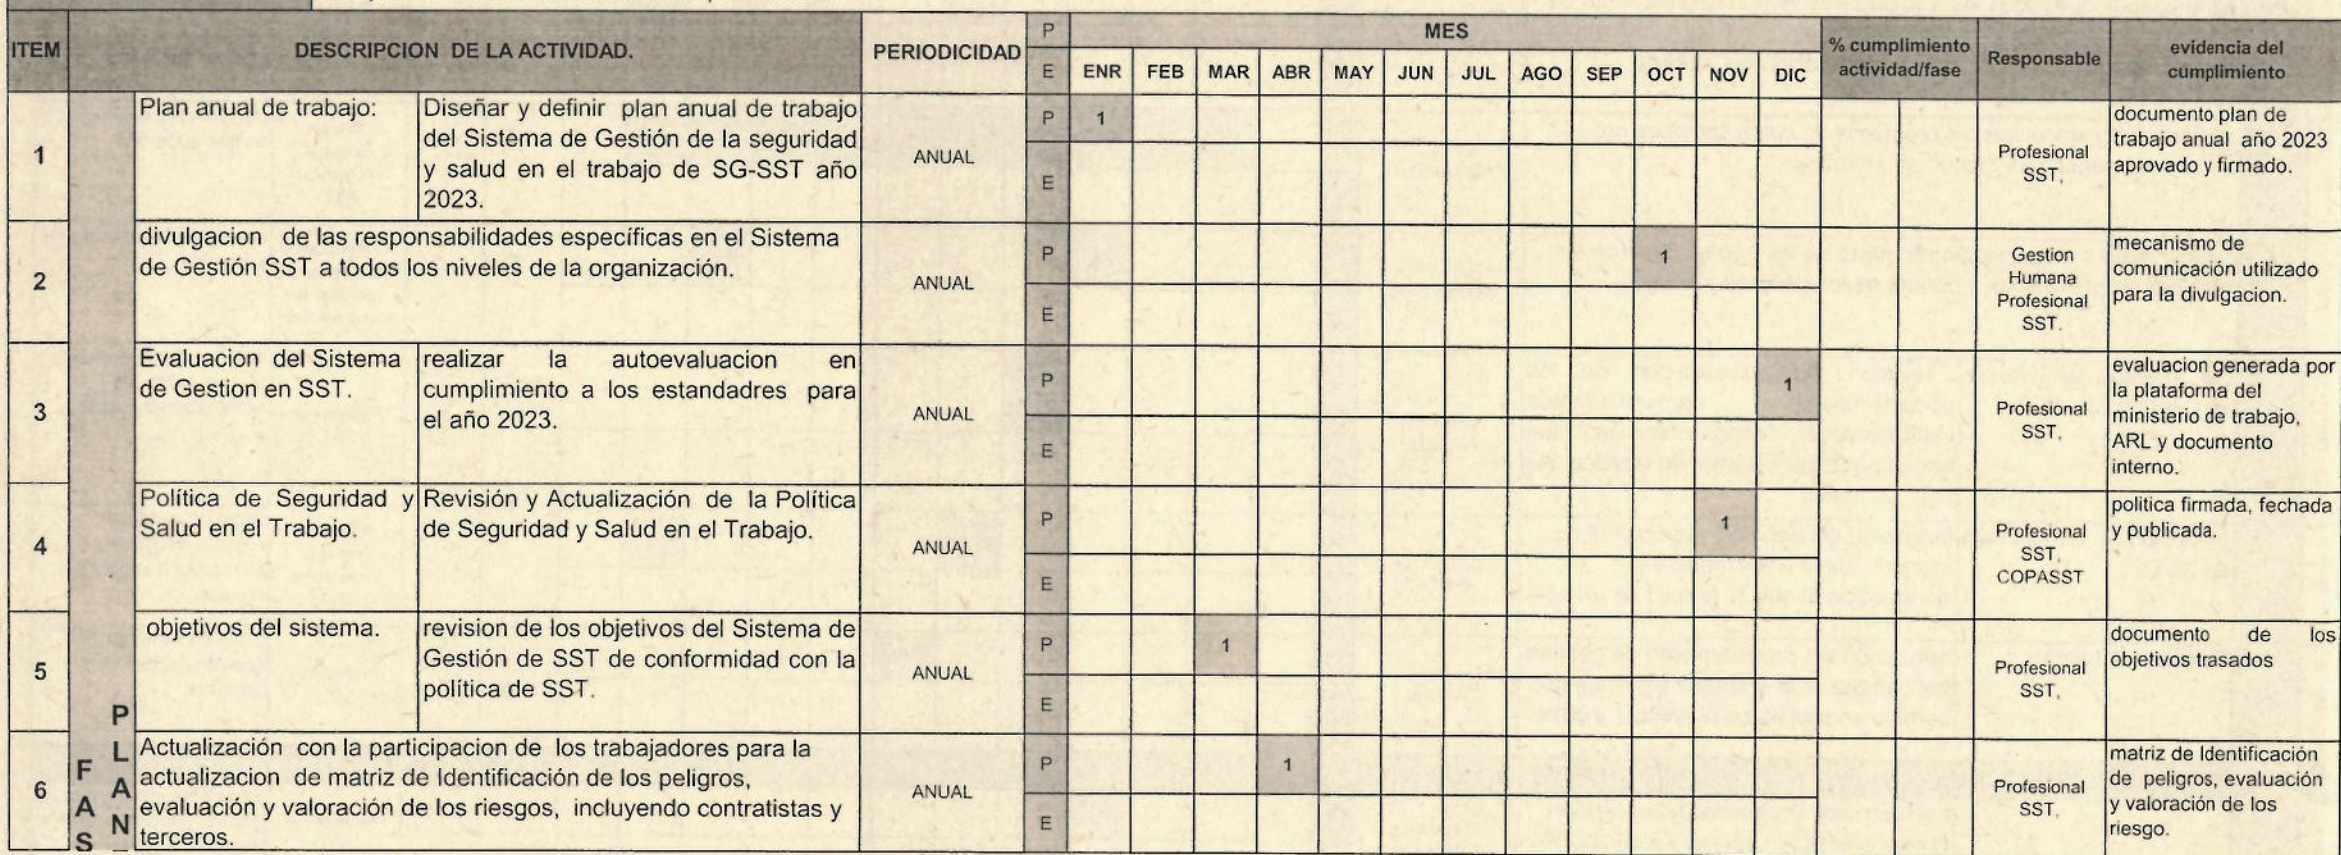 ITEM
DESCRIPCION DE LA ACTIVIDAD.
PERIODICIDAD
P
E
MES
ENR FEB MAR ABR MAY JUN JUL AGO SEP OCT NOV DIC
% cumplimiento
actividad/fase
Responsable
evidencia del
cumplimiento
1
Plan anual de trabajo:
Diseñar y definir plan anual de trabajo
del Sistema de Gestión de la seguridad
y salud en el trabajo de SG-SST año
2023.
ANUAL
P 1
E
Profesional
SST,
documento plan de
trabajo anual año 2023
aprovado y firmado.
2
divulgacion de las responsabilidades específicas en el Sistema
de Gestión SST a todos los niveles de la organización.
ANUAL
P 1
E
Gestion
Humana
Profesional
SST.
mecanismo de
comunicación utilizado
para la divulgacion.
3
Evaluacion del Sistema
de Gestion en SST.
realizar la autoevaluacion en
cumplimiento a los estandadres para
el año 2023.
ANUAL
P 1
E
Profesional
SST,
evaluacion generada por
la plataforma del
ministerio de trabajo,
ARL y documento
interno.
4
Política de Seguridad y
Salud en el Trabajo.
Revisión y Actualización de la Política
de Seguridad y Salud en el Trabajo.
ANUAL
P 1
E
Profesional
SST,
COPASST
politica firmada, fechada
y publicada.
5
objetivos del sistema.
revision de los objetivos del Sistema de
Gestión de SST de conformidad con la
política de SST.
ANUAL
P 1
E
Profesional
SST,
documento de los
objetivos trasados
6
Actualización con la participacion de los trabajadores para la
actualizacion de matriz de Identificación de los peligros,
evaluación y valoración de los riesgos, incluyendo contratistas y
terceros.
ANUAL
P 1
E
Profesional
SST,
matriz de Identificación
de peligros, evaluación
y valoración de los
riesgo.
F A S
P L A N